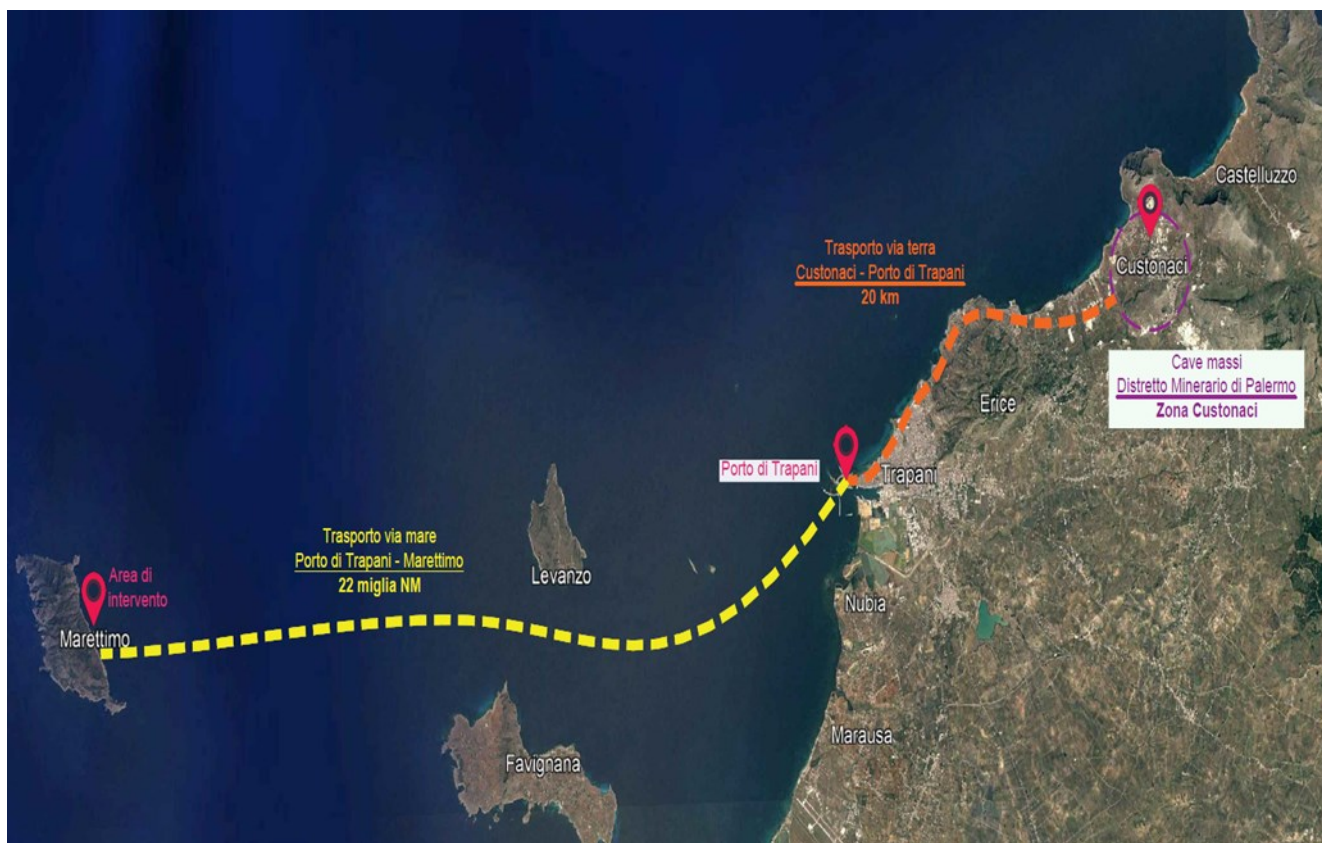 Castelluzzo
Trasporto via terra
Custonaci - Porto di Trapani
20 km
Custonaci
Cave massi
Distretto Minerario di Palermo
Zona Custonaci
Erice
Porto di Trapani
Trapani
Trasporto via mare
Porto di Trapani - Marettimo
22 miglia NM
Levanzo
Area di
intervento
Marettimo
Nubia
Marausa
Favignana